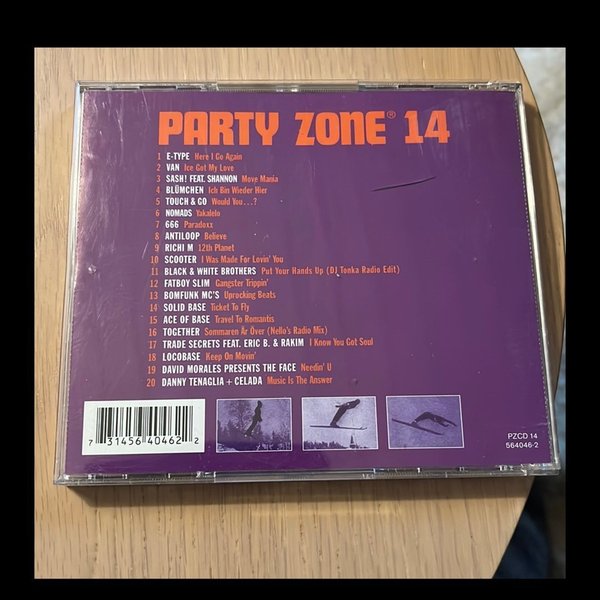 PARTY ZONE® 14
1 E-TYPE Here I Go Again
2 VAN Ice Got My Love
3 SASH! FEAT. SHANNON Move Mania
4 BLÜMCHEN Ich Bin Wieder Hier
5 TOUCH & GO Would You...?
6 NOMADS Yakalelo
7 666 Paradoxx
8 ANTILOOP Believe
9 RICHI M 12th Planet
10 SCOOTER I Was Made For Lovin' You
11 BLACK & WHITE BROTHERS Put Your Hands Up (DJ Tonka Radio Edit)
12 FATBOY SLIM Gangster Trippin'
13 BOMFUNK MC'S Uprocking Beats
14 SOLID BASE Ticket To Fly
15 ACE OF BASE Travel To Romantis
16 TOGETHER Sommaren Är Över (Nello's Radio Mix)
17 TRADE SECRETS FEAT. ERIC B. & RAKIM I Know You Got Soul
18 LOCOBASE Keep On Movin'
19 DAVID MORALES PRESENTS THE FACE Needin' U
20 DANNY TENAGLIA + CELADA Music Is The Answer
7 31456 40462 2
PZCD 14
564046-2